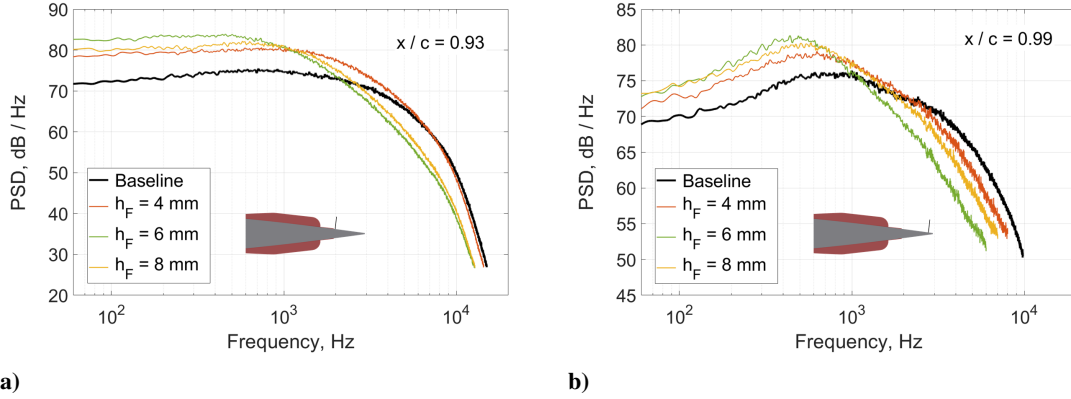 90
80
70
60
50
40
30
20
PSD, dB / Hz
x / c = 0.93
Baseline
h_F = 4 mm
h_F = 6 mm
h_F = 8 mm
10^2
10^3
10^4
Frequency, Hz
a)
85
80
75
70
65
60
55
50
45
PSD, dB / Hz
x / c = 0.99
Baseline
h_F = 4 mm
h_F = 6 mm
h_F = 8 mm
10^2
10^3
10^4
Frequency, Hz
b)